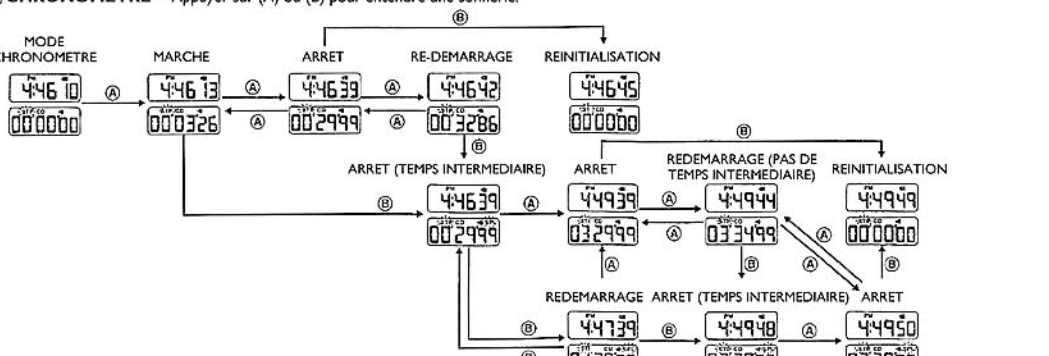 CHRONOMETRE - Appuyer sur (A) ou (B) pour entendre une sonnerie.
B
MODE
CHRONOMETRE MARCHE ARRET RE-DEMARRAGE REINITIALISATION
4:46 10 A 4:46 13 A 4:46 39 A 4:46 42 4:46 45
00'00 00 00'03 26 A 00'29 99 A 00'32 86 00'00 00
B B
ARRET (TEMPS INTERMEDIAIRE) ARRET REDEMARRAGE (PAS DE
TEMPS INTERMEDIAIRE) REINITIALISATION
B 4:46 39 A 4:49 39 A 4:49 44 4:49 49
00'29 99 03'29 99 A 03'34 99 A 00'00 00
A B A B
REDEMARRAGE ARRET (TEMPS INTERMEDIAIRE) ARRET
B 4:47 39 B 4:49 48 A 4:49 50
B